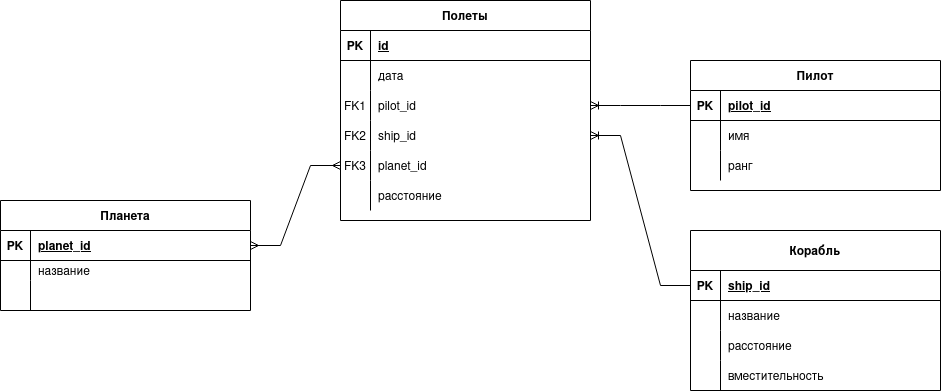 Полеты
PK id
дата
FK1 pilot_id
FK2 ship_id
FK3 planet_id
расстояние
Пилот
PK pilot_id
имя
ранг
Планета
PK planet_id
название
Корабль
PK ship_id
название
расстояние
вместительность